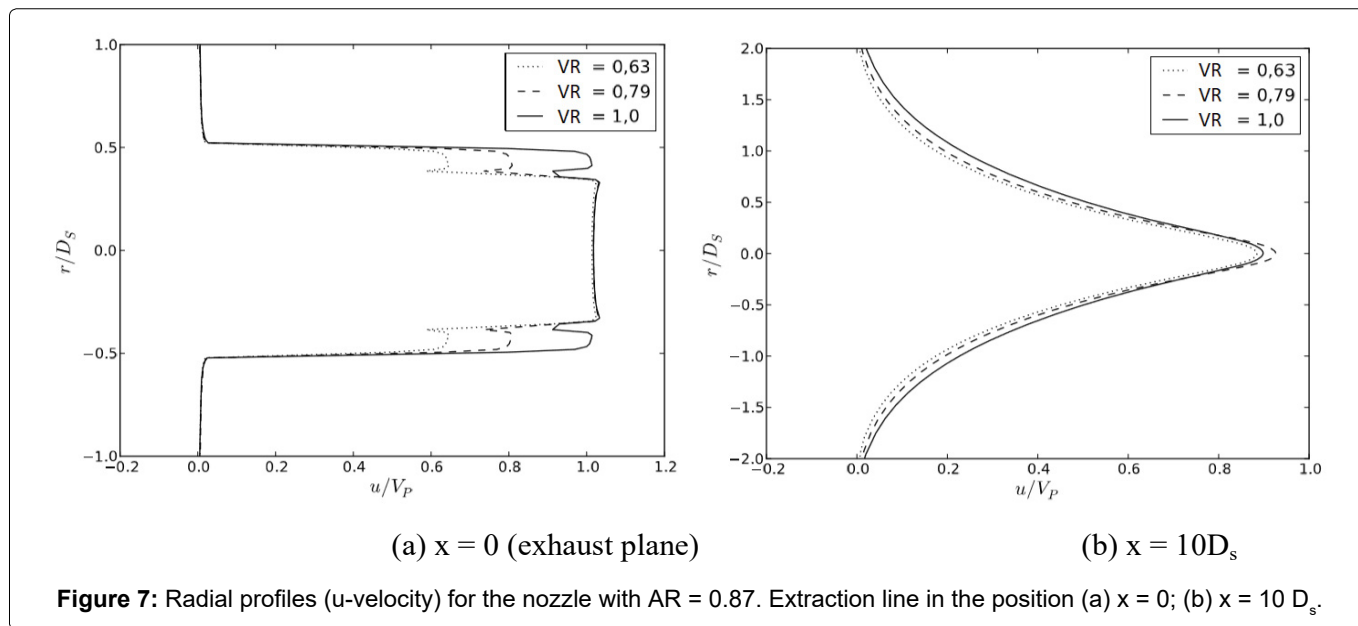 1.0
0.5
0.0
−0.5
−1.0
r/D_S
−0.2
0.0
0.2
0.4
0.6
0.8
1.0
1.2
u/V_P
VR = 0,63
VR = 0,79
VR = 1,0
2.0
1.5
1.0
0.5
0.0
−0.5
−1.0
−1.5
−2.0
r/D_S
−0.2
0.0
0.2
0.4
0.6
0.8
1.0
u/V_P
VR = 0,63
VR = 0,79
VR = 1,0
(a) x = 0 (exhaust plane)
(b) x = 10D_s
Figure 7: Radial profiles (u-velocity) for the nozzle with AR = 0.87. Extraction line in the position (a) x = 0; (b) x = 10 D_s.